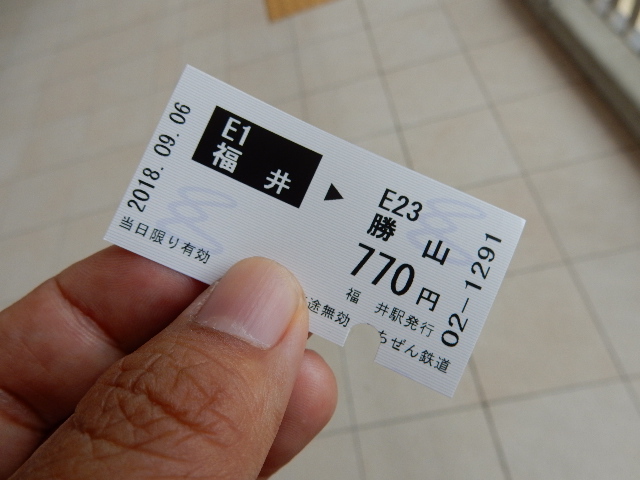 2018.09.06
E1
福井
▶
E23
勝山
770円
当日限り有効
途無効
福井駅発行
ちぜん鉄道
02-1291